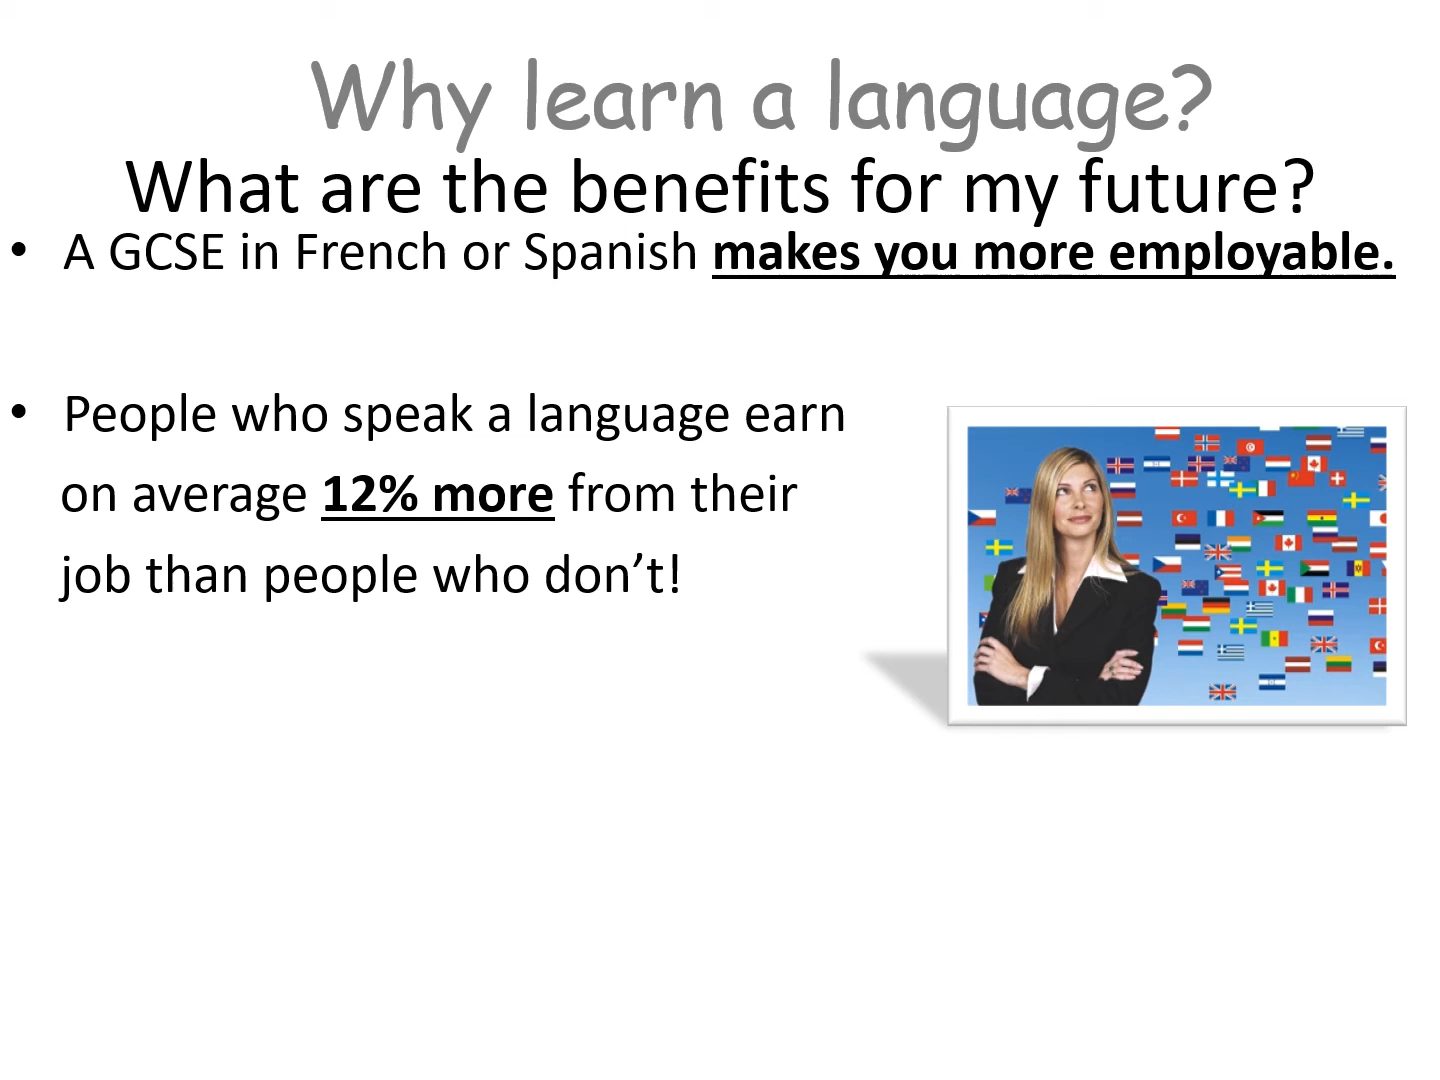 Why learn a language?
What are the benefits for my future?
• A GCSE in French or Spanish makes you more employable.
• People who speak a language earn
on average 12% more from their
job than people who don’t!